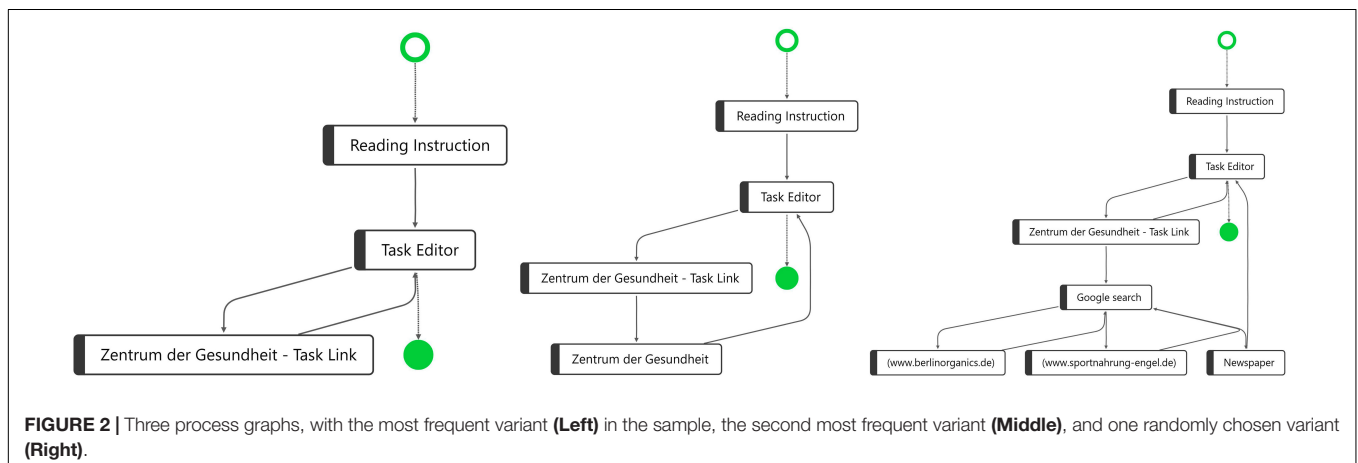 Reading Instruction
Task Editor
Zentrum der Gesundheit - Task Link
Reading Instruction
Task Editor
Zentrum der Gesundheit - Task Link
Zentrum der Gesundheit
Reading Instruction
Task Editor
Zentrum der Gesundheit - Task Link
Google search
(www.berlinorganics.de)
(www.sportnahrung-engel.de)
Newspaper
FIGURE 2 | Three process graphs, with the most frequent variant (Left) in the sample, the second most frequent variant (Middle), and one randomly chosen variant
(Right).